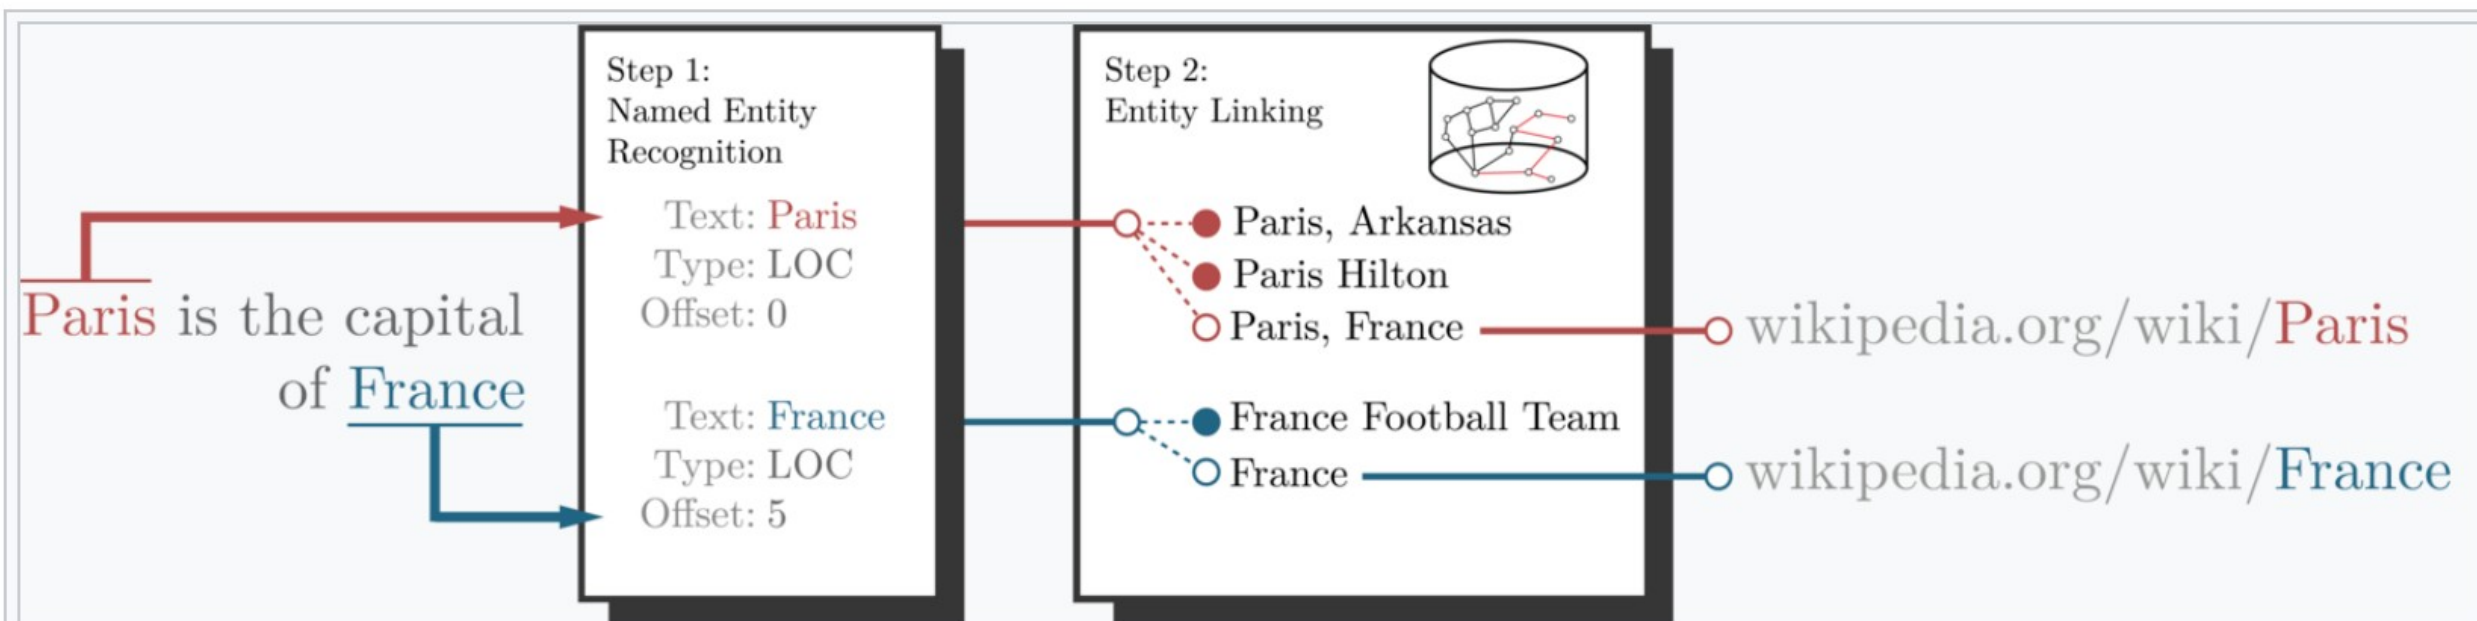 Paris is the capital
of France
Step 1:
Named Entity
Recognition
Text: Paris
Type: LOC
Offset: 0
Text: France
Type: LOC
Offset: 5
Step 2:
Entity Linking
Paris, Arkansas
Paris Hilton
Paris, France
France Football Team
France
wikipedia.org/wiki/Paris
wikipedia.org/wiki/France